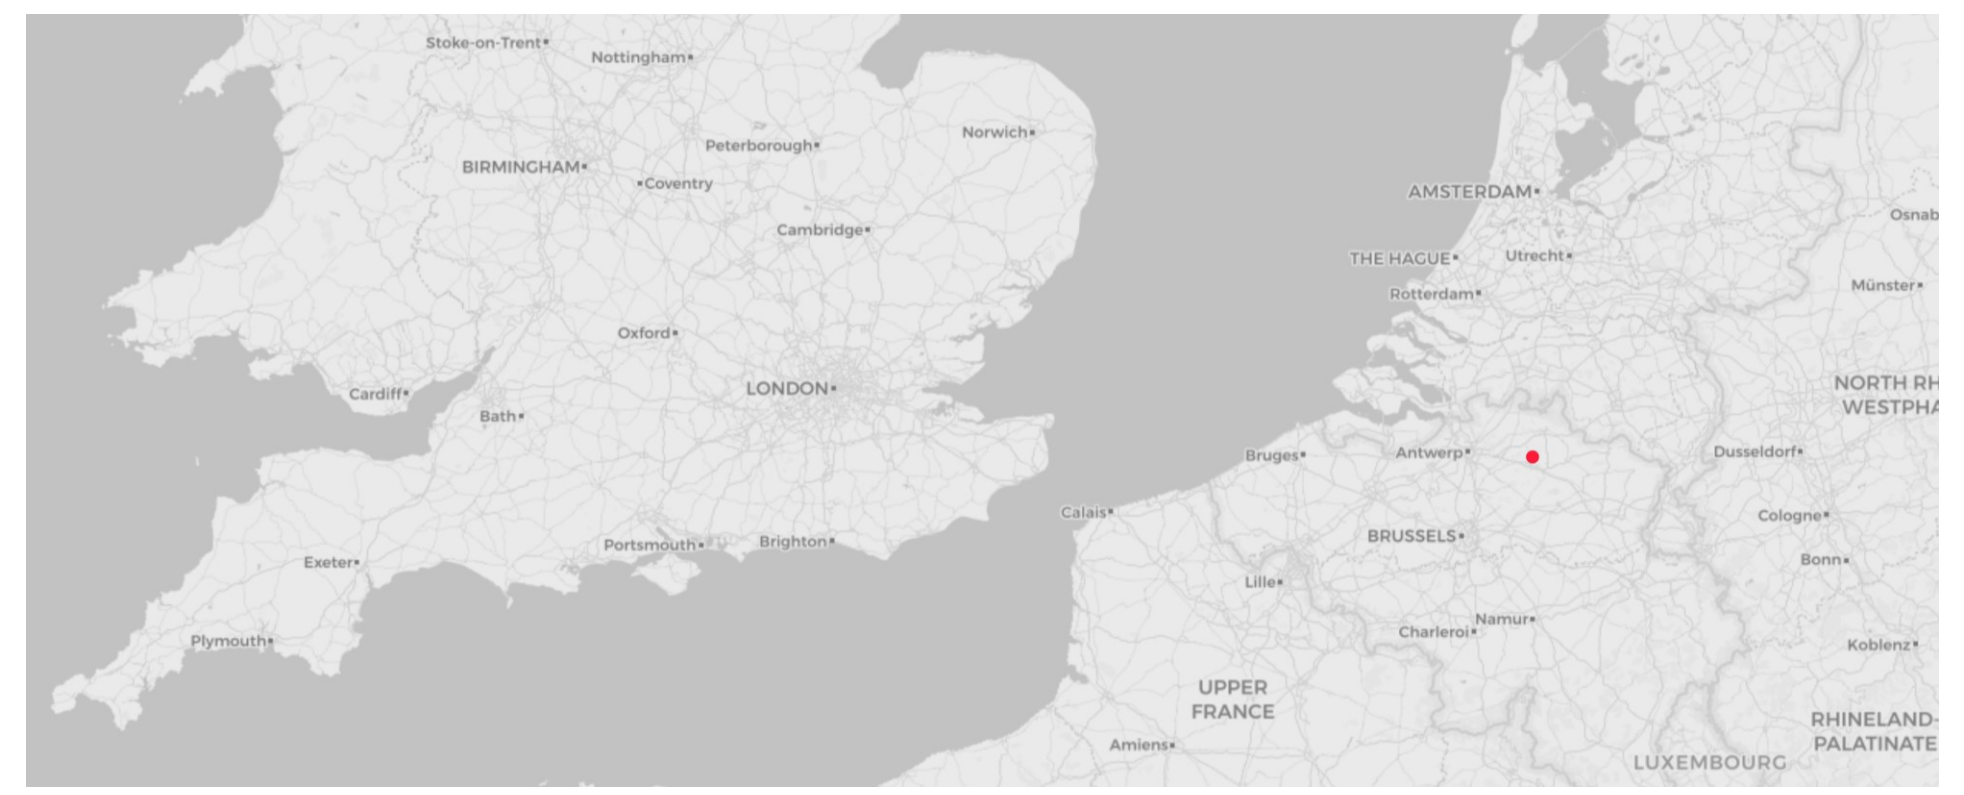 Stoke-on-Trent
Nottingham
Norwich
Peterborough
BIRMINGHAM
Coventry
AMSTERDAM
Osnab
Cambridge
THE HAGUE
Utrecht
Münster
Rotterdam
Oxford
LONDON
NORTH RH
WESTPHA
Cardiff
Bath
Bruges
Antwerp
Dusseldorf
Calais
Cologne
Portsmouth
Brighton
BRUSSELS
Exeter
Bonn
Lille
Namur
Charleroi
Plymouth
Koblenz
UPPER
FRANCE
RHINELAND-
PALATINATE
Amiens
LUXEMBOURG